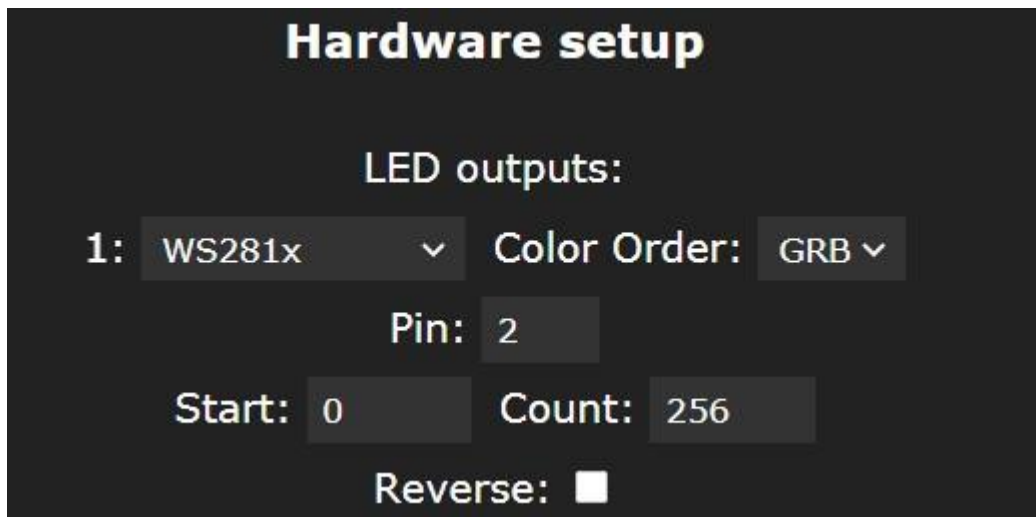 Hardware setup
LED outputs:
1: WS281x Color Order: GRB
Pin: 2
Start: 0 Count: 256
Reverse: